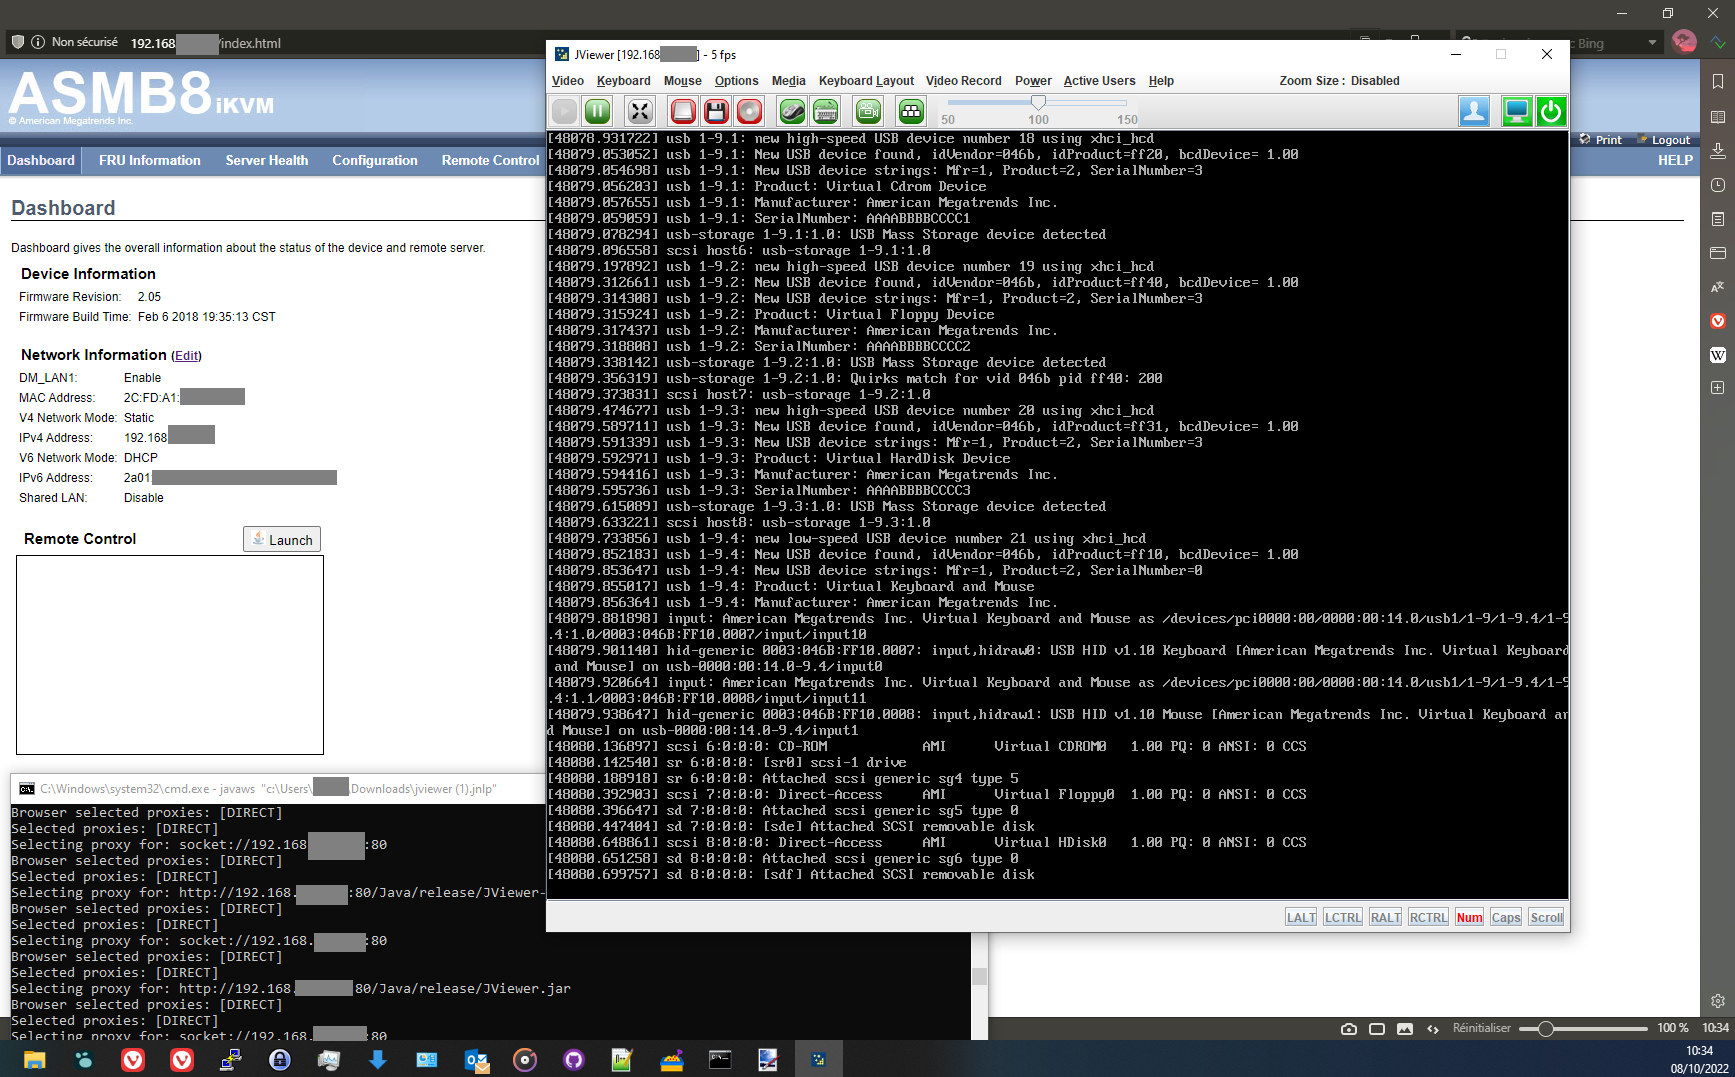 Non sécurisé 192.168 /index.html
c Bing
ASMB8 iKVM
© American Megatrends Inc.
Dashboard FRU Information Server Health Configuration Remote Control
Print Logout
HELP
Dashboard
Dashboard gives the overall information about the status of the device and remote server.
Device Information
Firmware Revision: 2.05
Firmware Build Time: Feb 6 2018 19:35:13 CST
Network Information (Edit)
DM_LAN1: Enable
MAC Address: 2C:FD:A1:
V4 Network Mode: Static
IPv4 Address: 192.168
V6 Network Mode: DHCP
IPv6 Address: 2a01:
Shared LAN: Disable
Remote Control Launch
C:\Windows\system32\cmd.exe - javaws "c:\Users\ \Downloads\jviewer (1).jnlp"
Browser selected proxies: [DIRECT]
Selected proxies: [DIRECT]
Selecting proxy for: socket://192.168 :80
Browser selected proxies: [DIRECT]
Selected proxies: [DIRECT]
Selecting proxy for: http://192.168. :80/Java/release/JViewer-
Browser selected proxies: [DIRECT]
Selected proxies: [DIRECT]
Selecting proxy for: socket://192.168. :80
Browser selected proxies: [DIRECT]
Selected proxies: [DIRECT]
Selecting proxy for: http://192.168. 80/Java/release/JViewer.jar
Browser selected proxies: [DIRECT]
Selected proxies: [DIRECT]
Selecting proxy for: socket://192.168. :80
JViewer [192.168 ] - 5 fps
Video Keyboard Mouse Options Media Keyboard Layout Video Record Power Active Users Help Zoom Size : Disabled
50 100 150
[48078.931722] usb 1-9.1: new high-speed USB device number 18 using xhci_hcd
[48079.053052] usb 1-9.1: New USB device found, idVendor=046b, idProduct=ff20, bcdDevice= 1.00
[48079.054698] usb 1-9.1: New USB device strings: Mfr=1, Product=2, SerialNumber=3
[48079.056203] usb 1-9.1: Product: Virtual Cdrom Device
[48079.057655] usb 1-9.1: Manufacturer: American Megatrends Inc.
[48079.059059] usb 1-9.1: SerialNumber: AAAABBBBCCCC1
[48079.078294] usb-storage 1-9.1:1.0: USB Mass Storage device detected
[48079.096558] scsi host6: usb-storage 1-9.1:1.0
[48079.197892] usb 1-9.2: new high-speed USB device number 19 using xhci_hcd
[48079.312661] usb 1-9.2: New USB device found, idVendor=046b, idProduct=ff40, bcdDevice= 1.00
[48079.314308] usb 1-9.2: New USB device strings: Mfr=1, Product=2, SerialNumber=3
[48079.315924] usb 1-9.2: Product: Virtual Floppy Device
[48079.317437] usb 1-9.2: Manufacturer: American Megatrends Inc.
[48079.318808] usb 1-9.2: SerialNumber: AAAABBBBCCCC2
[48079.338142] usb-storage 1-9.2:1.0: USB Mass Storage device detected
[48079.356319] usb-storage 1-9.2:1.0: Quirks match for vid 046b pid ff40: 200
[48079.373831] scsi host7: usb-storage 1-9.2:1.0
[48079.474677] usb 1-9.3: new high-speed USB device number 20 using xhci_hcd
[48079.589711] usb 1-9.3: New USB device found, idVendor=046b, idProduct=ff31, bcdDevice= 1.00
[48079.591339] usb 1-9.3: New USB device strings: Mfr=1, Product=2, SerialNumber=3
[48079.592971] usb 1-9.3: Product: Virtual HardDisk Device
[48079.594416] usb 1-9.3: Manufacturer: American Megatrends Inc.
[48079.595736] usb 1-9.3: SerialNumber: AAAABBBBCCCC3
[48079.615089] usb-storage 1-9.3:1.0: USB Mass Storage device detected
[48079.633221] scsi host8: usb-storage 1-9.3:1.0
[48079.733856] usb 1-9.4: new low-speed USB device number 21 using xhci_hcd
[48079.852183] usb 1-9.4: New USB device found, idVendor=046b, idProduct=ff10, bcdDevice= 1.00
[48079.853647] usb 1-9.4: New USB device strings: Mfr=1, Product=2, SerialNumber=0
[48079.855017] usb 1-9.4: Product: Virtual Keyboard and Mouse
[48079.856364] usb 1-9.4: Manufacturer: American Megatrends Inc.
[48079.881898] input: American Megatrends Inc. Virtual Keyboard and Mouse as /devices/pci0000:00/0000:00:14.0/usb1/1-9/1-9.4/1-9
.4:1.0/0003:046B:FF10.0007/input/input10
[48079.901140] hid-generic 0003:046B:FF10.0007: input,hidraw0: USB HID v1.10 Keyboard [American Megatrends Inc. Virtual Keyboard
and Mouse] on usb-0000:00:14.0-9.4/input0
[48079.920664] input: American Megatrends Inc. Virtual Keyboard and Mouse as /devices/pci0000:00/0000:00:14.0/usb1/1-9/1-9.4/1-9
.4:1.1/0003:046B:FF10.0008/input/input11
[48079.938647] hid-generic 0003:046B:FF10.0008: input,hidraw1: USB HID v1.10 Mouse [American Megatrends Inc. Virtual Keyboard an
d Mouse] on usb-0000:00:14.0-9.4/input1
[48080.136897] scsi 6:0:0:0: CD-ROM AMI Virtual CDROM0 1.00 PQ: 0 ANSI: 0 CCS
[48080.142540] sr 6:0:0:0: [sr0] scsi-1 drive
[48080.188918] sr 6:0:0:0: Attached scsi generic sg4 type 5
[48080.392903] scsi 7:0:0:0: Direct-Access AMI Virtual Floppy0 1.00 PQ: 0 ANSI: 0 CCS
[48080.396647] sd 7:0:0:0: Attached scsi generic sg5 type 0
[48080.447404] sd 7:0:0:0: [sde] Attached SCSI removable disk
[48080.648861] scsi 8:0:0:0: Direct-Access AMI Virtual HDisk0 1.00 PQ: 0 ANSI: 0 CCS
[48080.651258] sd 8:0:0:0: Attached scsi generic sg6 type 0
[48080.699757] sd 8:0:0:0: [sdf] Attached SCSI removable disk
LALT LCTRL RALT RCTRL Num Caps Scroll
Réinitialiser 100 % 10:34
10:34
08/10/2022